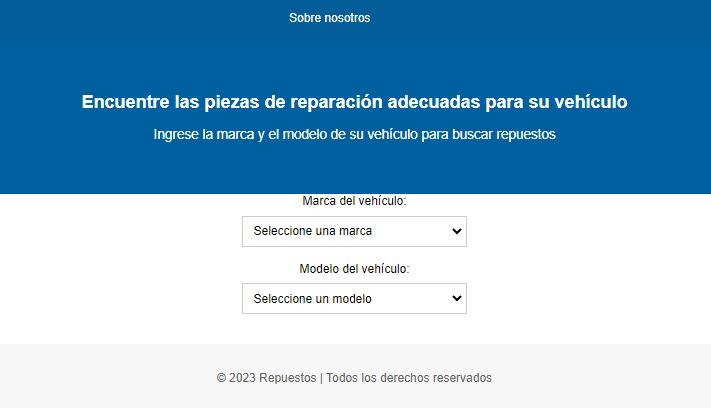 Sobre nosotros
Encuentre las piezas de reparación adecuadas para su vehículo
Ingrese la marca y el modelo de su vehículo para buscar repuestos
Marca del vehículo:
Seleccione una marca
Modelo del vehículo:
Seleccione un modelo
© 2023 Repuestos | Todos los derechos reservados